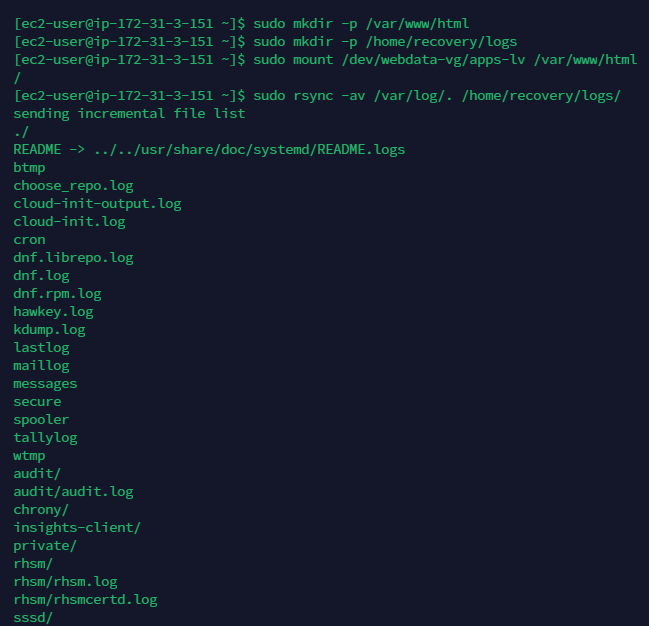 [ec2-user@ip-172-31-3-151 ~]$ sudo mkdir -p /var/www/html
[ec2-user@ip-172-31-3-151 ~]$ sudo mkdir -p /home/recovery/logs
[ec2-user@ip-172-31-3-151 ~]$ sudo mount /dev/webdata-vg/apps-lv /var/www/html
/
[ec2-user@ip-172-31-3-151 ~]$ sudo rsync -av /var/log/. /home/recovery/logs/
sending incremental file list
./
README -> ../../usr/share/doc/systemd/README.logs
btmp
choose_repo.log
cloud-init-output.log
cloud-init.log
cron
dnf.librepo.log
dnf.log
dnf.rpm.log
hawkey.log
kdump.log
lastlog
maillog
messages
secure
spooler
tallylog
wtmp
audit/
audit/audit.log
chrony/
insights-client/
private/
rhsm/
rhsm/rhsm.log
rhsm/rhsmcertd.log
sssd/